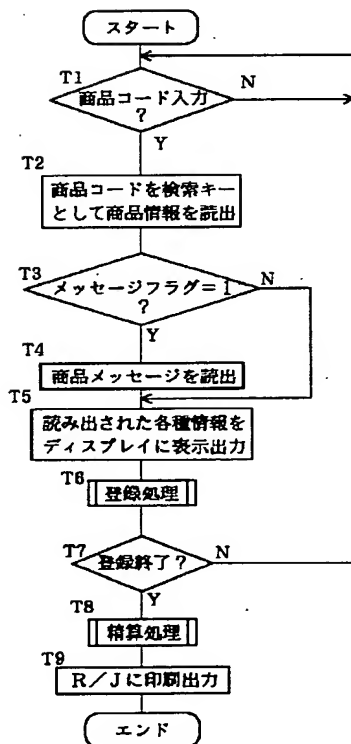 スタート
T1
商品コード入力
?
N
Y
T2
商品コードを検索キー
として商品情報を読出
T3
メッセージフラグ=1
?
N
Y
T4
商品メッセージを読出
T5
読み出された各種情報を
ディスプレイに表示出力
T6
登録処理
T7
登録終了?
N
Y
T8
精算処理
T9
R/Jに印刷出力
エンド